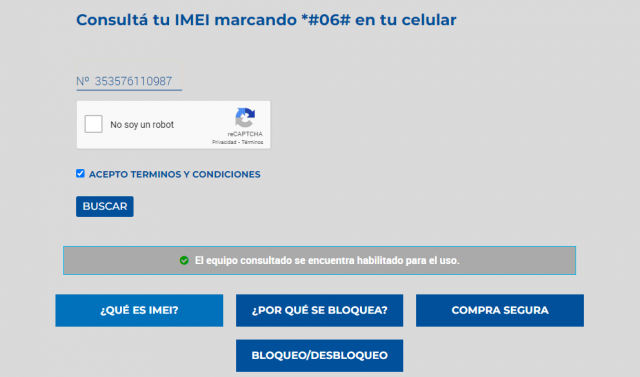 Consultá tu IMEI marcando *#06# en tu celular
Nº 353576110987
No soy un robot
reCAPTCHA
Privacidad - Términos
ACEPTO TERMINOS Y CONDICIONES
BUSCAR
El equipo consultado se encuentra habilitado para el uso.
¿QUÉ ES IMEI?
¿POR QUÉ SE BLOQUEA?
COMPRA SEGURA
BLOQUEO/DESBLOQUEO